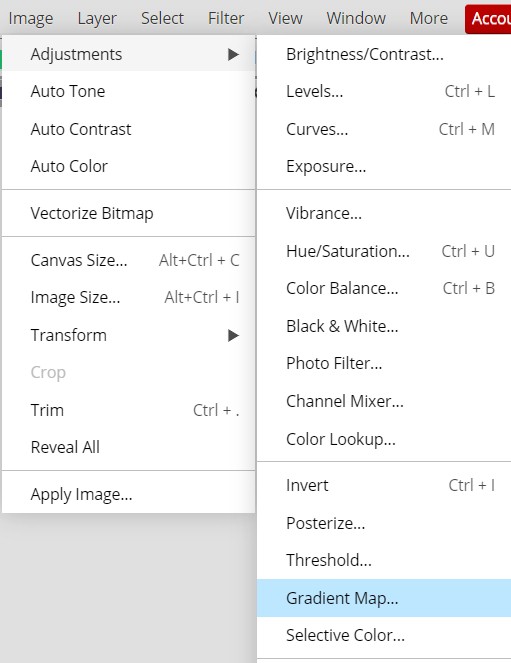 Image Layer Select Filter View Window More Accou
Adjustments ▶
Auto Tone
Auto Contrast
Auto Color
Vectorize Bitmap
Canvas Size... Alt+Ctrl + C
Image Size... Alt+Ctrl + I
Transform ▶
Crop
Trim Ctrl + .
Reveal All
Apply Image...
Brightness/Contrast...
Levels... Ctrl + L
Curves... Ctrl + M
Exposure...
Vibrance...
Hue/Saturation... Ctrl + U
Color Balance... Ctrl + B
Black & White...
Photo Filter...
Channel Mixer...
Color Lookup...
Invert Ctrl + I
Posterize...
Threshold...
Gradient Map...
Selective Color...